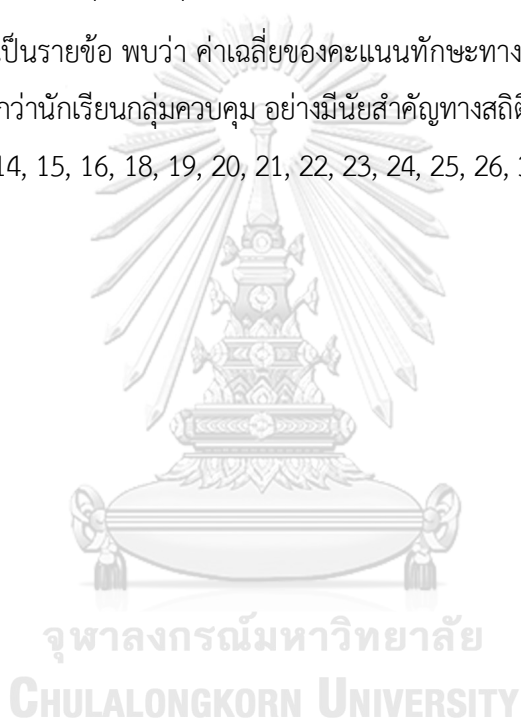 เป็นรายข้อ พบว่า ค่าเฉลี่ยของคะแนนทักษะทาง
กว่านักเรียนกลุ่มควบคุม อย่างมีนัยสำคัญทางสถิติ
14, 15, 16, 18, 19, 20, 21, 22, 23, 24, 25, 26,
จุฬาลงกรณ์มหาวิทยาลัย
CHULALONGKORN UNIVERSITY